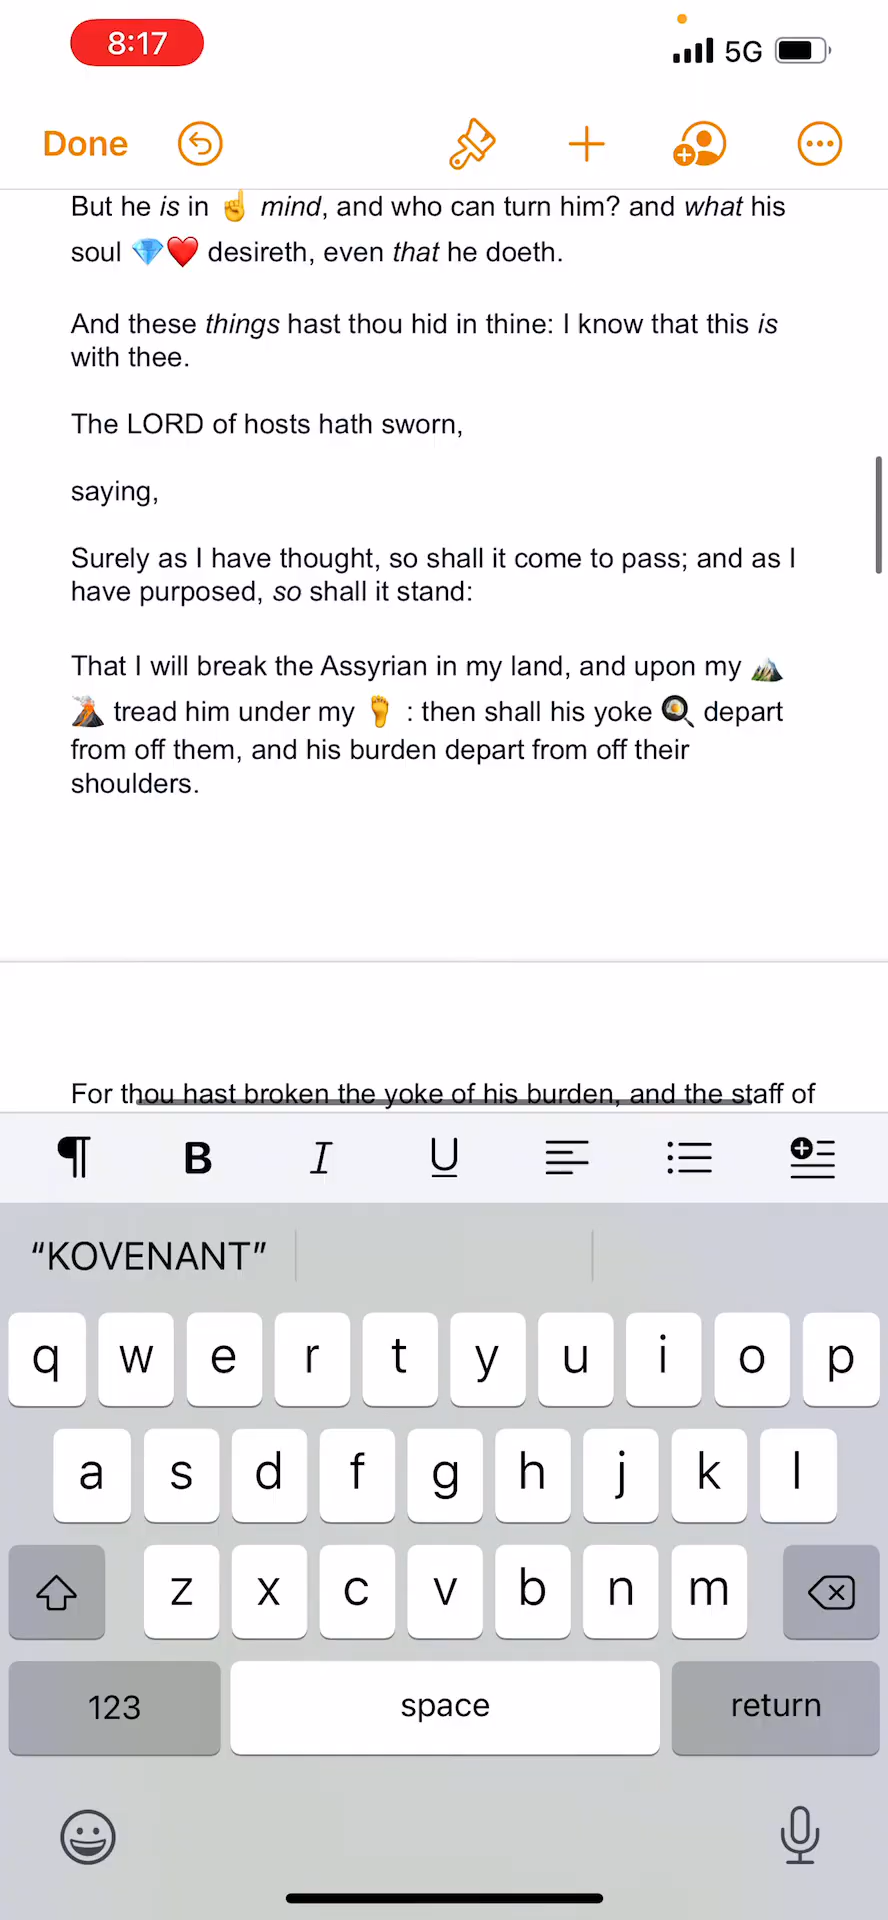 8:17
5G
Done
But he is in ☝️ mind, and who can turn him? and what his
soul 💎❤️ desireth, even that he doeth.
And these things hast thou hid in thine: I know that this is
with thee.
The LORD of hosts hath sworn,
saying,
Surely as I have thought, so shall it come to pass; and as I
have purposed, so shall it stand:
That I will break the Assyrian in my land, and upon my ⛰️
🌋 tread him under my 🦶 : then shall his yoke 🍳 depart
from off them, and his burden depart from off their
shoulders.
For thou hast broken the yoke of his burden, and the staff of
¶ B I U
“KOVENANT”
q w e r t y u i o p
a s d f g h j k l
z x c v b n m
123 space return